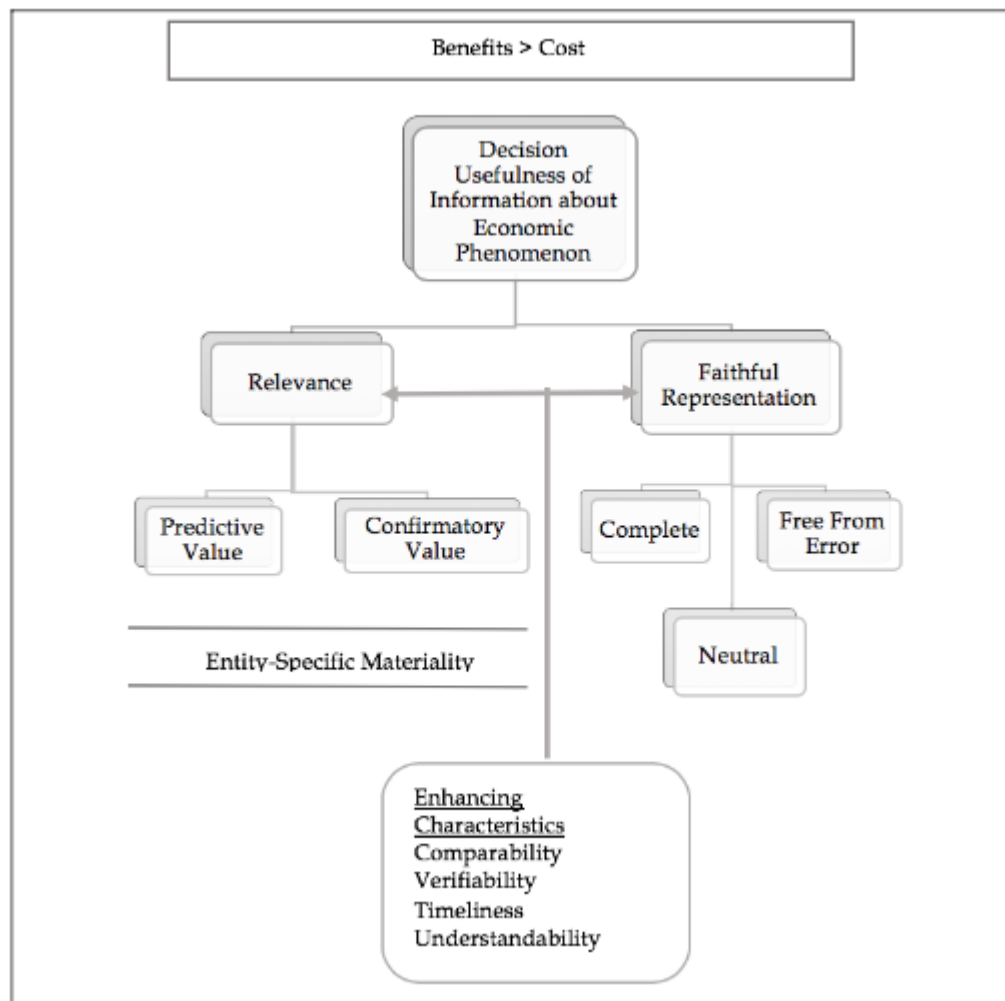 Benefits > Cost
Decision
Usefulness of
Information about
Economic
Phenomenon
Relevance
Faithful
Representation
Predictive
Value
Confirmatory
Value
Complete
Free From
Error
Entity-Specific Materiality
Neutral
Enhancing
Characteristics
Comparability
Verifiability
Timeliness
Understandability